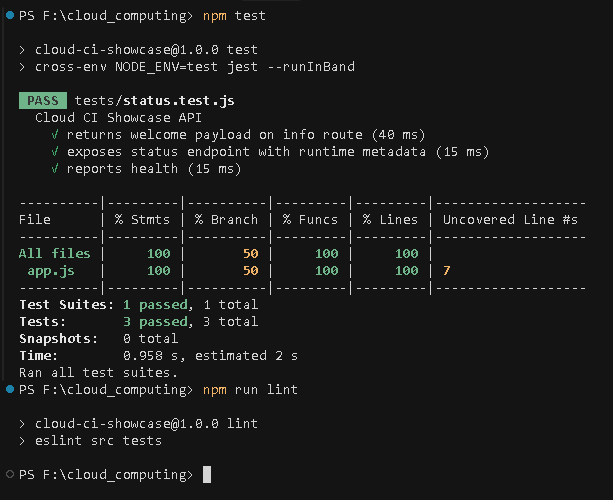 PS F:\cloud_computing> npm test
> cloud-ci-showcase@1.0.0 test
> cross-env NODE_ENV=test jest --runInBand
PASS tests/status.test.js
Cloud CI Showcase API
√ returns welcome payload on info route (40 ms)
√ exposes status endpoint with runtime metadata (15 ms)
√ reports health (15 ms)
----------|---------|----------|---------|---------|-------------------
File      | % Stmts | % Branch | % Funcs | % Lines | Uncovered Line #s
----------|---------|----------|---------|---------|-------------------
All files |     100 |       50 |     100 |     100 |
 app.js   |     100 |       50 |     100 |     100 | 7
----------|---------|----------|---------|---------|-------------------
Test Suites: 1 passed, 1 total
Tests:       3 passed, 3 total
Snapshots:   0 total
Time:        0.958 s, estimated 2 s
Ran all test suites.
PS F:\cloud_computing> npm run lint
> cloud-ci-showcase@1.0.0 lint
> eslint src tests
PS F:\cloud_computing>